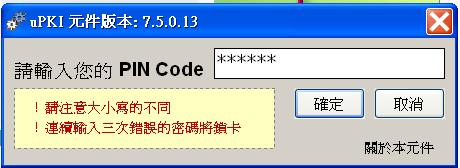 uPKI 元件版本: 7.5.0.13
請輸入您的 PIN Code ******
! 請注意大小寫的不同
! 連續輸入三次錯誤的密碼將鎖卡
確定 取消
關於本元件